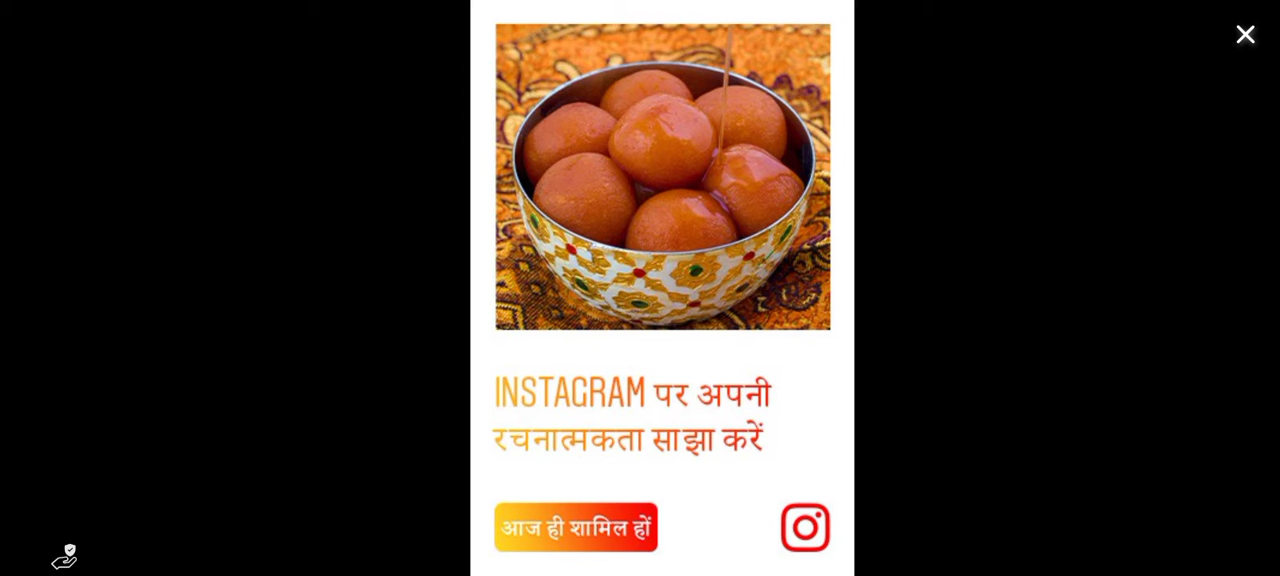 INSTAGRAM पर अपनी
रचनात्मकता साझा करें
आज ही शामिल हों